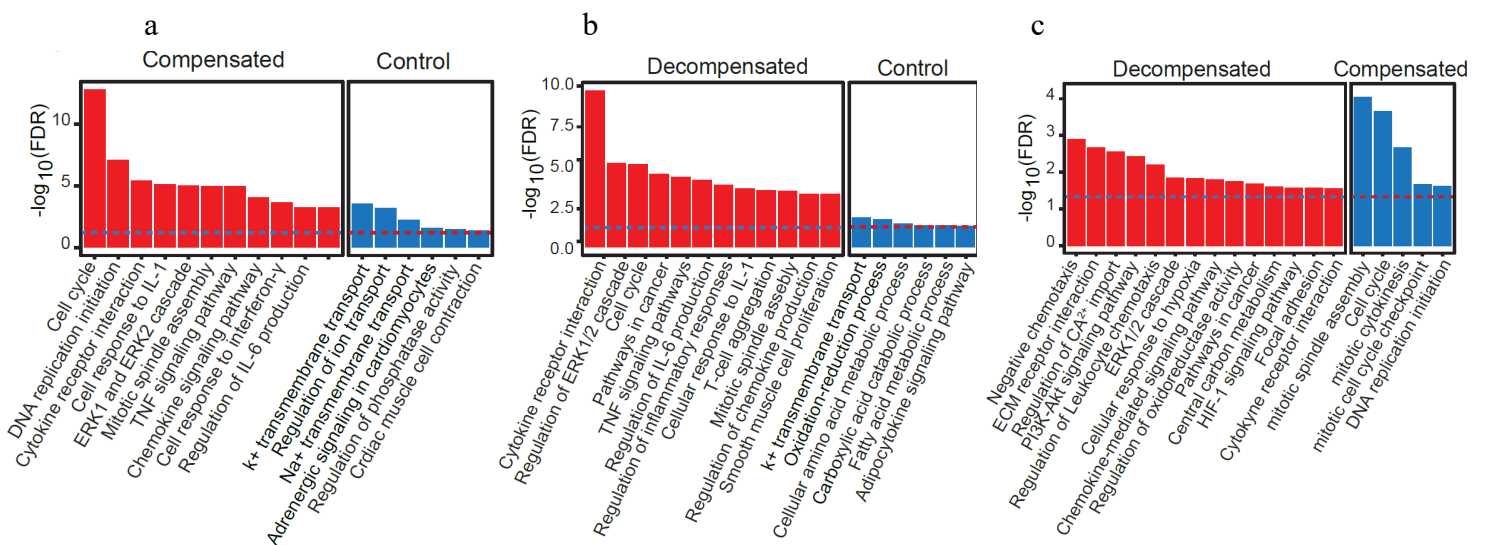 a
Compensated
Control
-log10(FDR)
10
5
0
Cell cycle
DNA replication initiation
Cytokine receptor interaction
Cell response to IL-1
ERK1 and ERK2 cascade
Mitotic spindle assembly
TNF signaling pathway
Chemokine signaling pathway
Cell response to interferon-γ
Regulation of IL-6 production
k+ transmembrane transport
Regulation of ion transport
Na+ transmembrane transport
Adrenergic signaling in cardiomyocytes
Regulation of phosphatase activity
Crdiac muscle cell contraction
b
Decompensated
Control
-log10(FDR)
10.0
7.5
5.0
2.5
0.0
Cytokine receptor interaction
Regulation of ERK1/2 cascade
Cell cycle
Pathways in cancer
TNF signaling pathways
Regulation of IL-6 production
Regulation of inflammatory responses
Cellular response to IL-1
T-cell aggregation
Mitotic spindle assembly
Regulation of chemokine production
Smooth muscle cell proliferation
k+ transmembrane transport
Oxidation-reduction process
Cellular amino acid metabolic process
Carboxylic acid catabolic process
Fatty acid metabolic process
Adipocytokine signaling pathway
c
Decompensated
Compensated
-log10(FDR)
4
3
2
1
0
Negative chemotaxis
ECM receptor interaction
Regulation of CA2+ import
PI3K-Akt signaling pathway
Regulation of Leukocyte chemotaxis
ERK1/2 cascade
Cellular response to hypoxia
Chemokine-mediated signaling pathway
Regulation of oxidoreductase activity
Pathways in cancer
Central carbon metabolism
HIF-1 signaling pathway
Focal adhesion
Cytokyne receptor interaction
mitotic spindle assembly
Cell cycle
mitotic cytokinesis
mitotic cell cycle checkpoint
DNA replication initiation